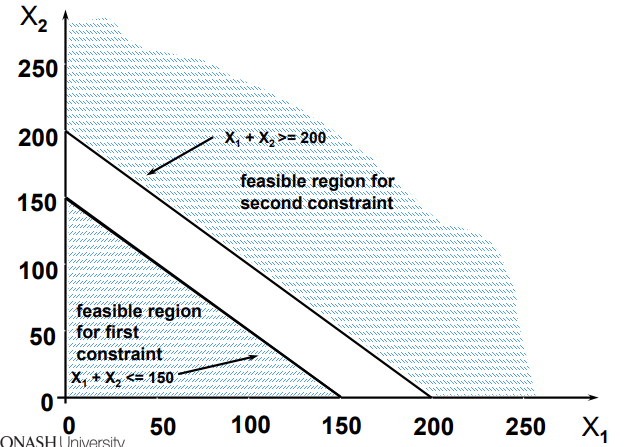 X₂
250
200
X₁ + X₂ >= 200
feasible region for
second constraint
150
100
feasible region
for first
constraint
50
X₁ + X₂ <= 150
0
0 50 100 150 200 250 X₁
ONASH University